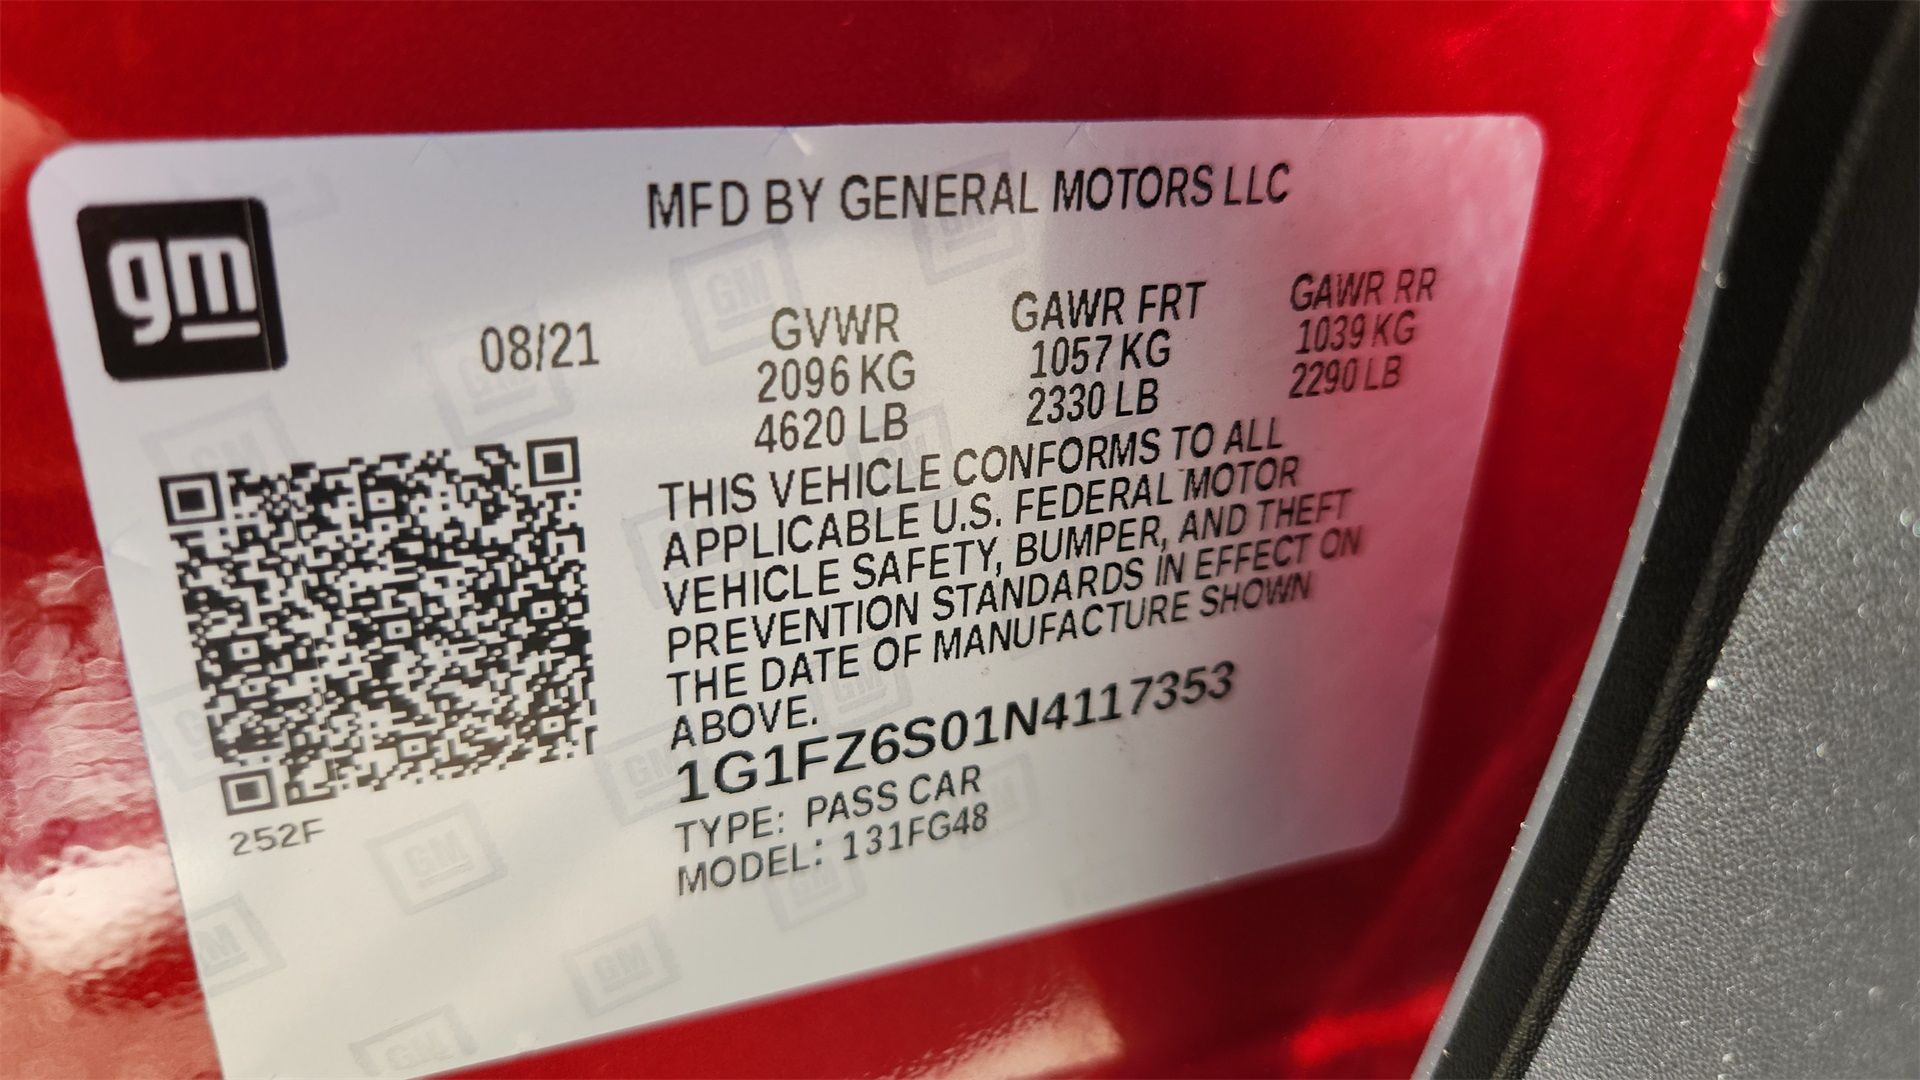 gm
MFD BY GENERAL MOTORS LLC
08/21
GVWR
2096 KG
4620 LB
GAWR FRT
1057 KG
2330 LB
GAWR RR
1039 KG
2290 LB
THIS VEHICLE CONFORMS TO ALL
APPLICABLE U.S. FEDERAL MOTOR
VEHICLE SAFETY, BUMPER, AND THEFT
PREVENTION STANDARDS IN EFFECT ON
THE DATE OF MANUFACTURE SHOWN
ABOVE.
1G1FZ6S01N4117353
TYPE: PASS CAR
MODEL: 131FG48
252F